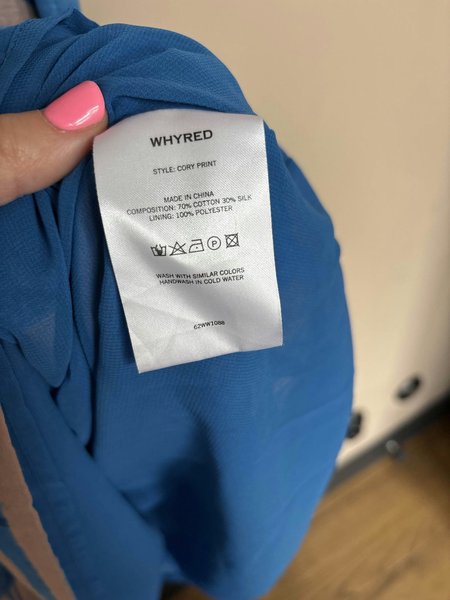 WHYRED
STYLE: CORY PRINT
MADE IN CHINA
COMPOSITION: 70% COTTON 30% SILK
LINING: 100% POLYESTER
P
WASH WITH SIMILAR COLORS
HANDWASH IN COLD WATER
62WW1088